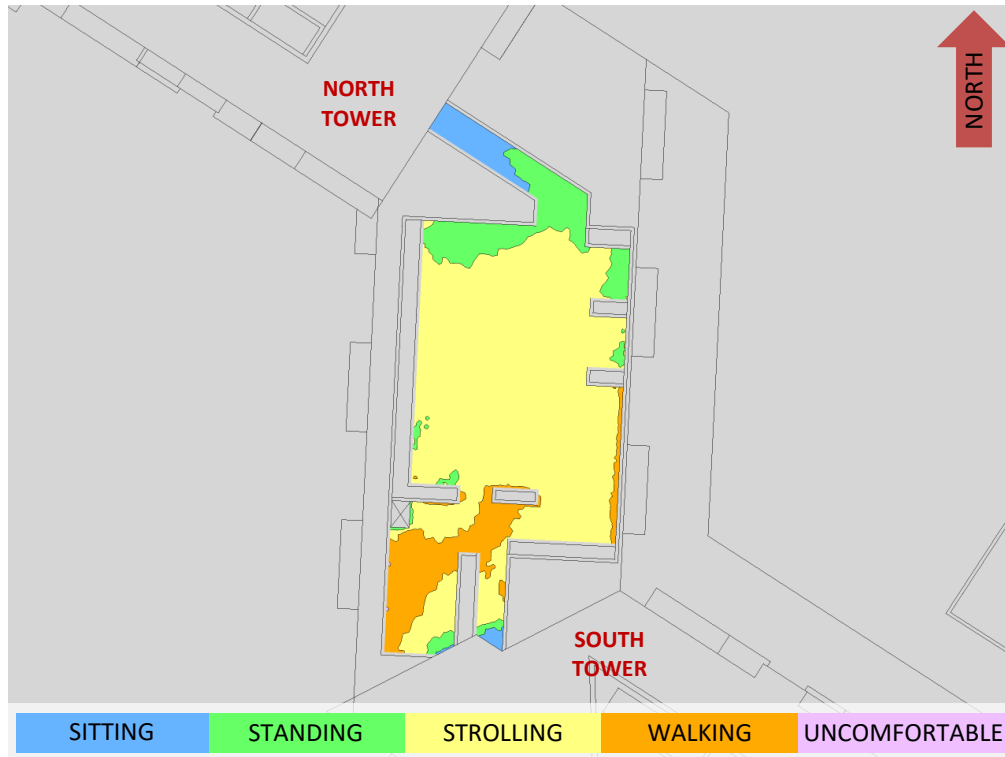 NORTH
TOWER
NORTH
SOUTH
TOWER
SITTING
STANDING
STROLLING
WALKING
UNCOMFORTABLE